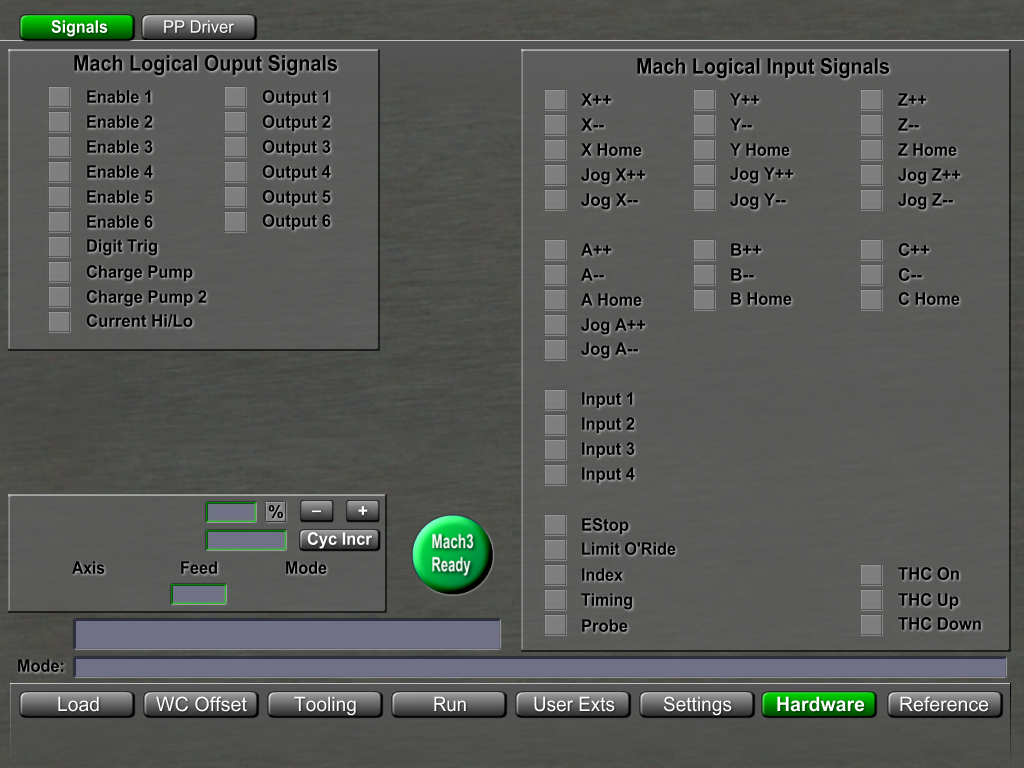 Signals PP Driver
Mach Logical Ouput Signals
Enable 1 Output 1
Enable 2 Output 2
Enable 3 Output 3
Enable 4 Output 4
Enable 5 Output 5
Enable 6 Output 6
Digit Trig
Charge Pump
Charge Pump 2
Current Hi/Lo
Mach Logical Input Signals
X++ Y++ Z++
X-- Y-- Z--
X Home Y Home Z Home
Jog X++ Jog Y++ Jog Z++
Jog X-- Jog Y-- Jog Z--
A++ B++ C++
A-- B-- C--
A Home B Home C Home
Jog A++
Jog A--
Input 1
Input 2
Input 3
Input 4
EStop
Limit O'Ride
Index THC On
Timing THC Up
Probe THC Down
% – +
Cyc Incr
Axis Feed Mode
Mach3
Ready
Mode:
Load WC Offset Tooling Run User Exts Settings Hardware Reference